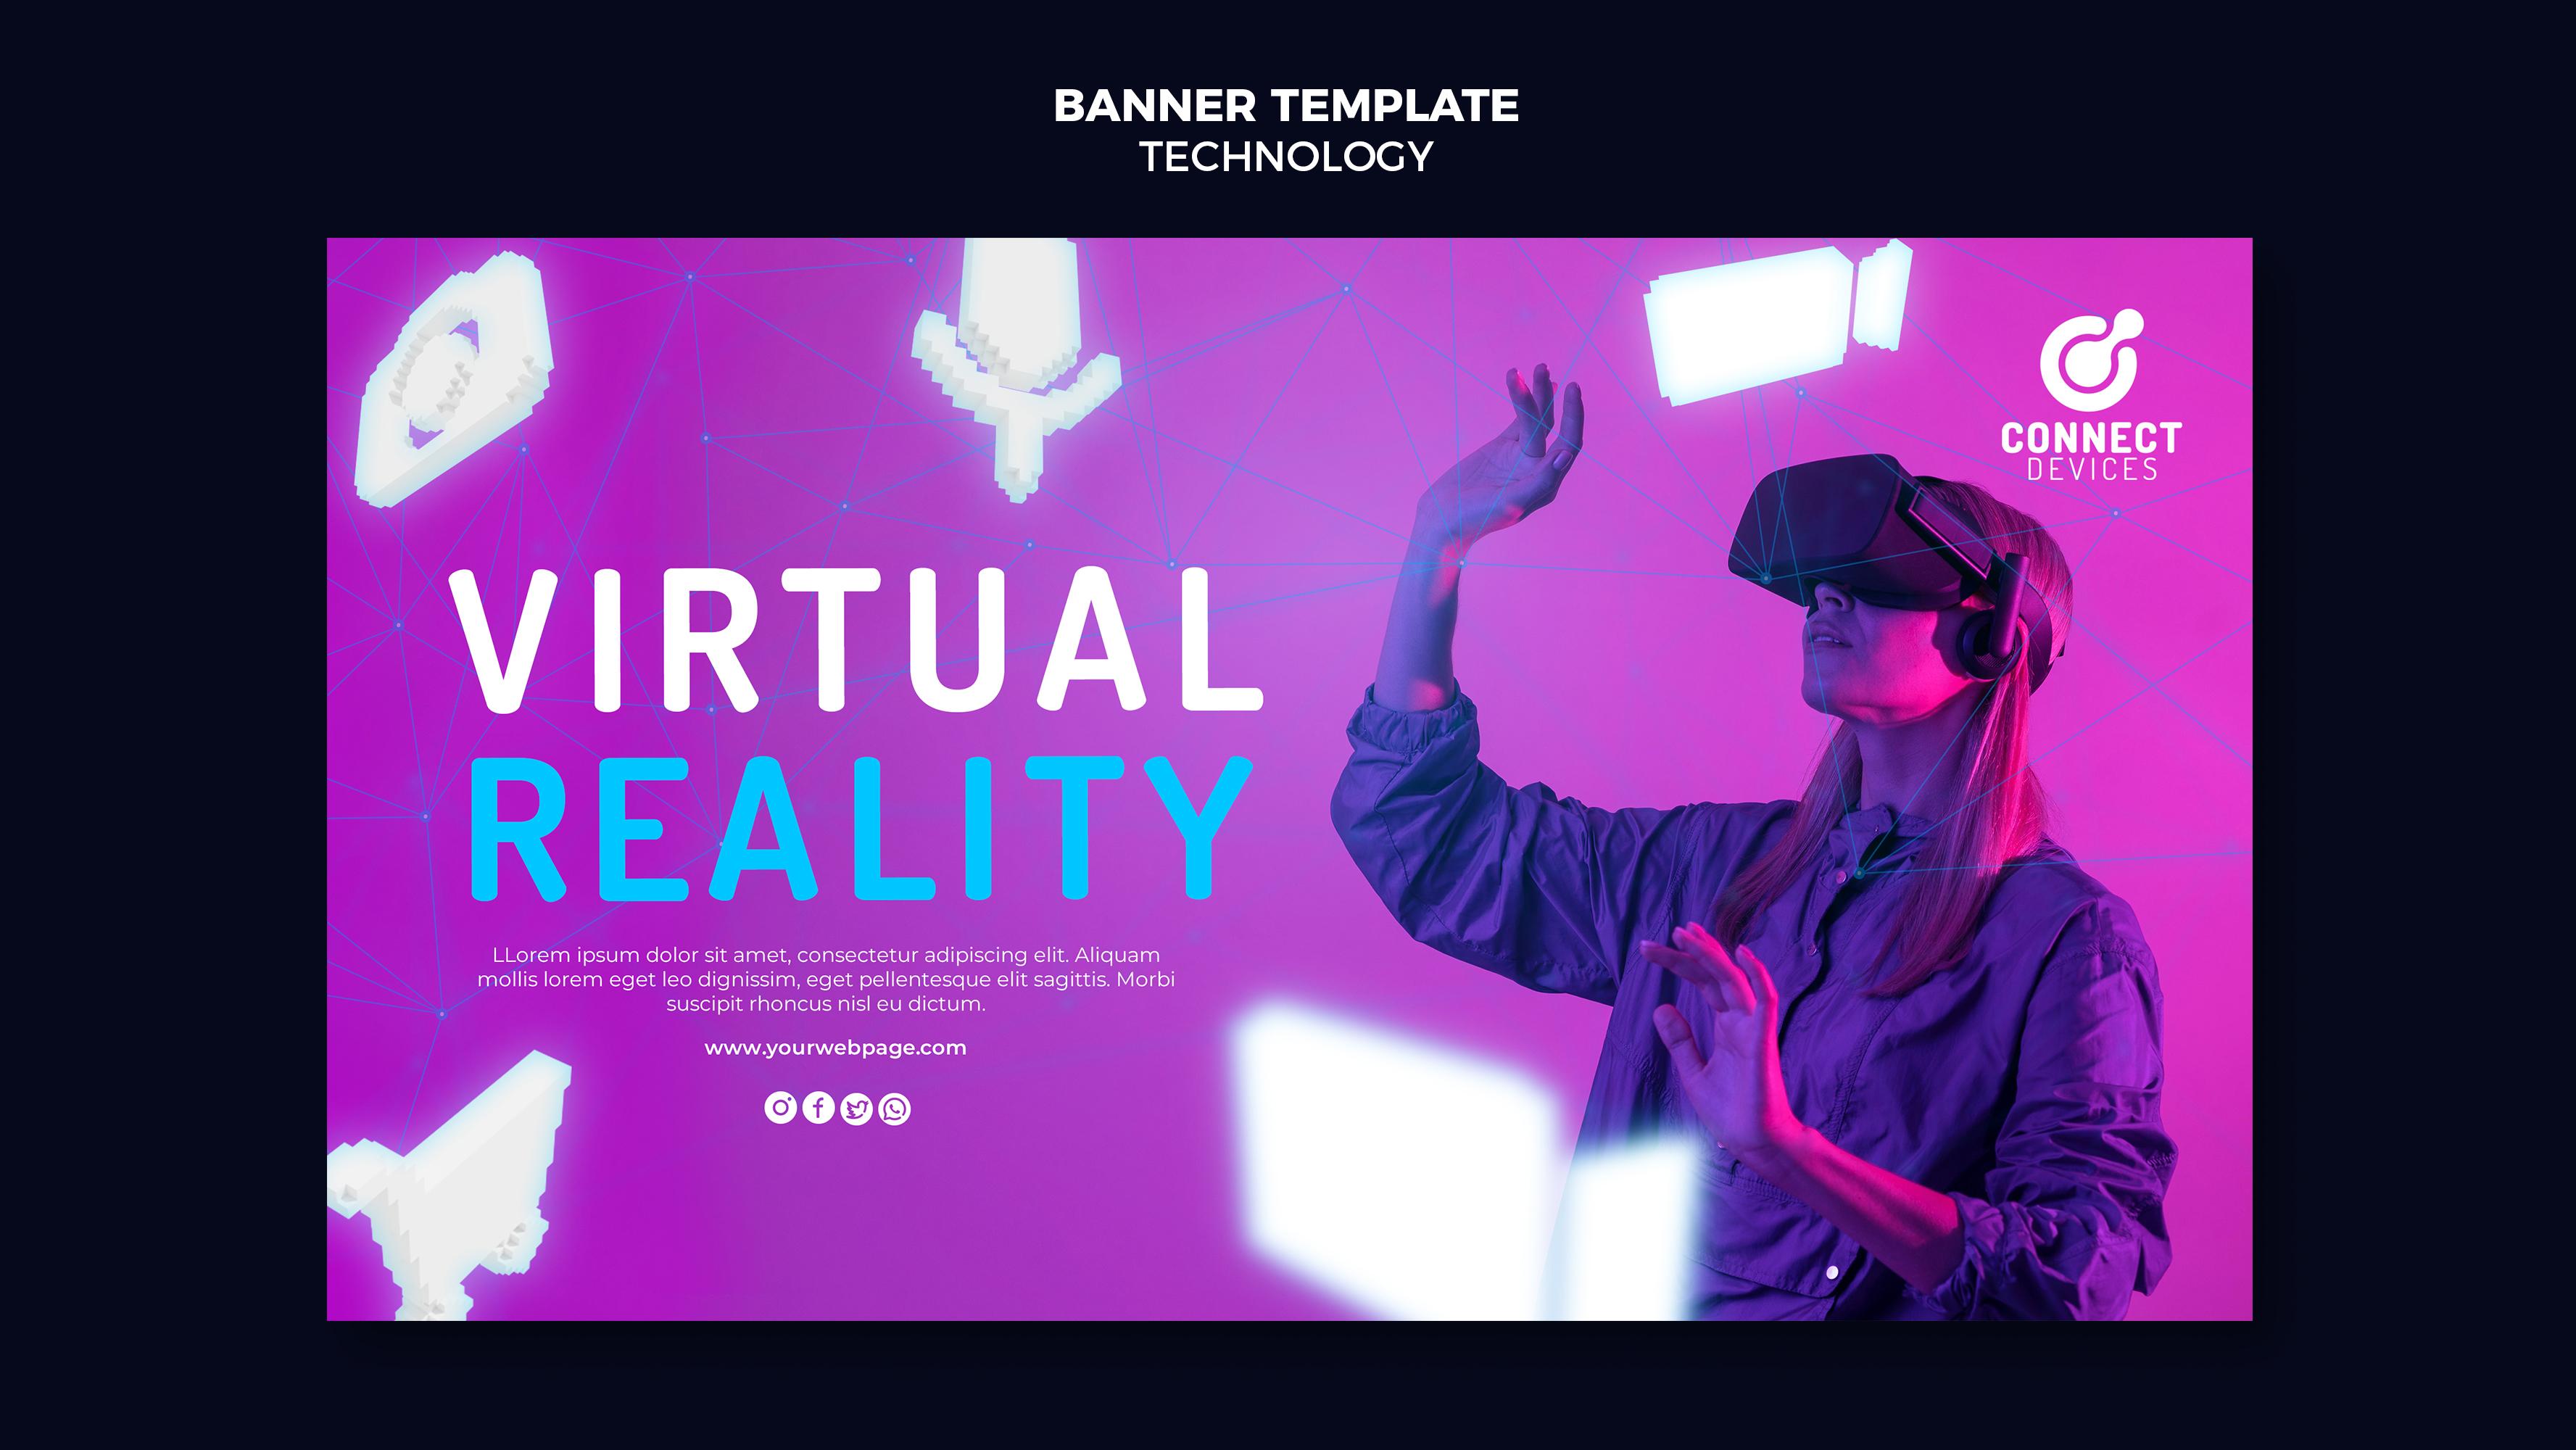 BANNER TEMPLATE
TECHNOLOGY
CONNECT
DEVICES
VIRTUAL
REALITY
LLorem ipsum dolor sit amet, consectetur adipiscing elit. Aliquam
mollis lorem eget leo dignissim, eget pellentesque elit sagittis. Morbi
suscipit rhoncus nisl eu dictum.
www.yourwebpage.com